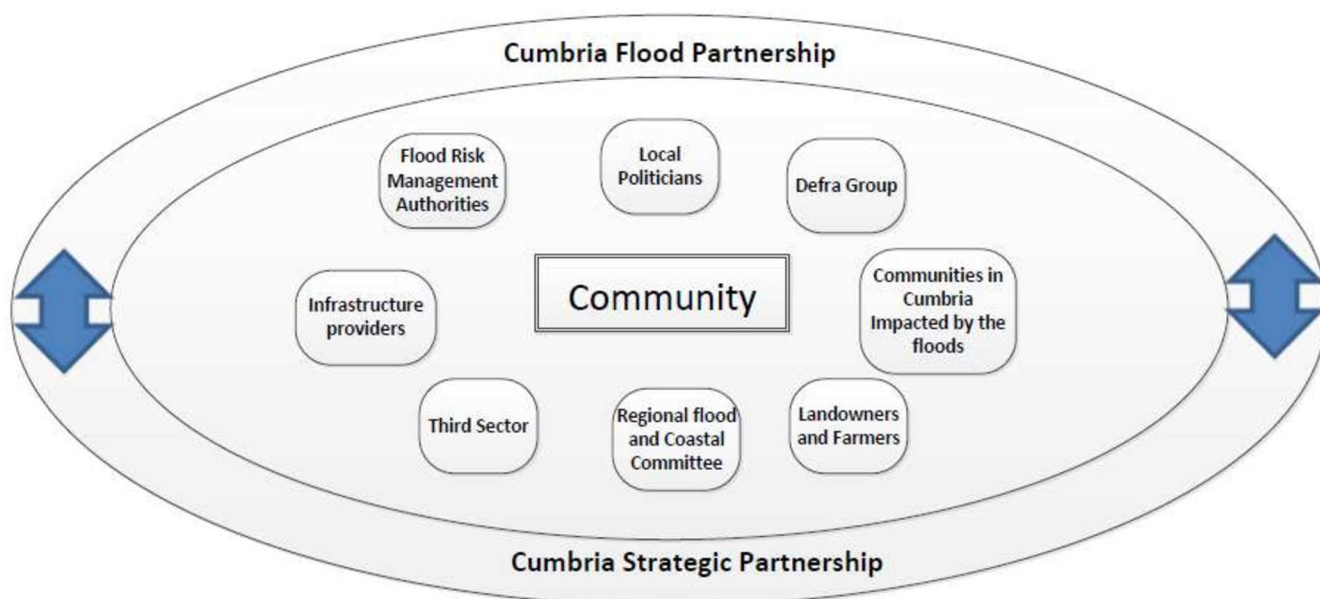 Cumbria Flood Partnership
Flood Risk
Management
Authorities
Local
Politicians
Defra Group
Infrastructure
providers
Community
Communities in
Cumbria
Impacted by the
floods
Third Sector
Regional flood
and Coastal
Committee
Landowners
and Farmers
Cumbria Strategic Partnership